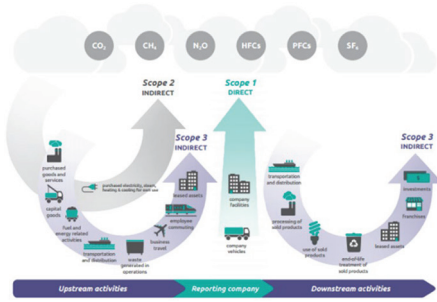 CO₂
CH₄
N₂O
HFCs
PFCs
SF₆
Scope 2
INDIRECT
Scope 1
DIRECT
Scope 3
INDIRECT
Scope 3
INDIRECT
purchased
goods and
services
capital
goods
fuel and
energy related
activities
transportation
and distribution
waste
generated in
operations
business
travel
employee
commuting
leased assets
purchased electricity, steam,
heating & cooling for own use
company
facilities
company
vehicles
transportation
and distribution
processing of
sold products
use of sold
products
end-of-life
treatment of
sold products
leased assets
franchises
investments
Upstream activities
Reporting company
Downstream activities